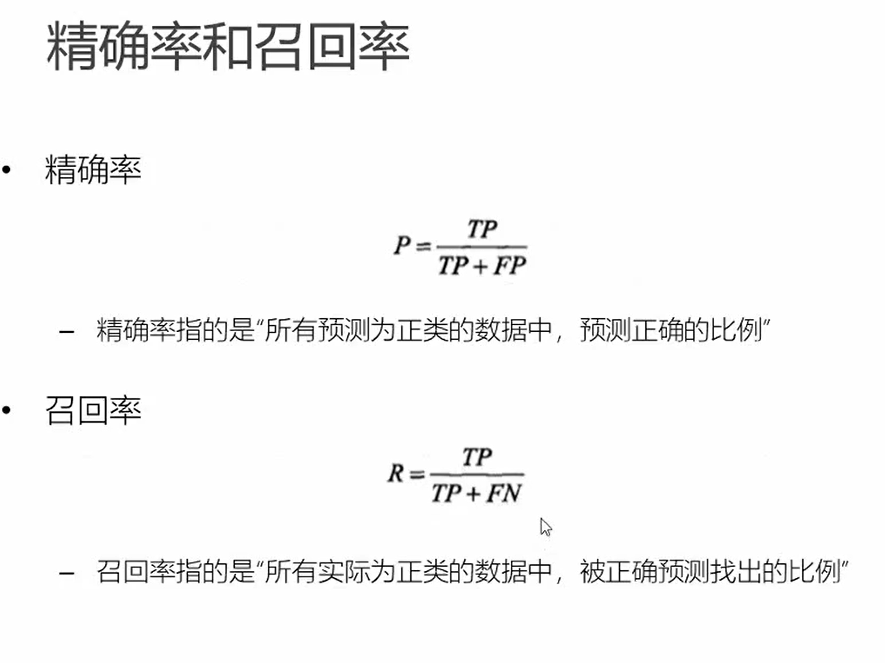 精确率和召回率
• 精确率
P = TP / (TP + FP)
– 精确率指的是“所有预测为正类的数据中，预测正确的比例”
• 召回率
R = TP / (TP + FN)
– 召回率指的是“所有实际为正类的数据中，被正确预测找出的比例”